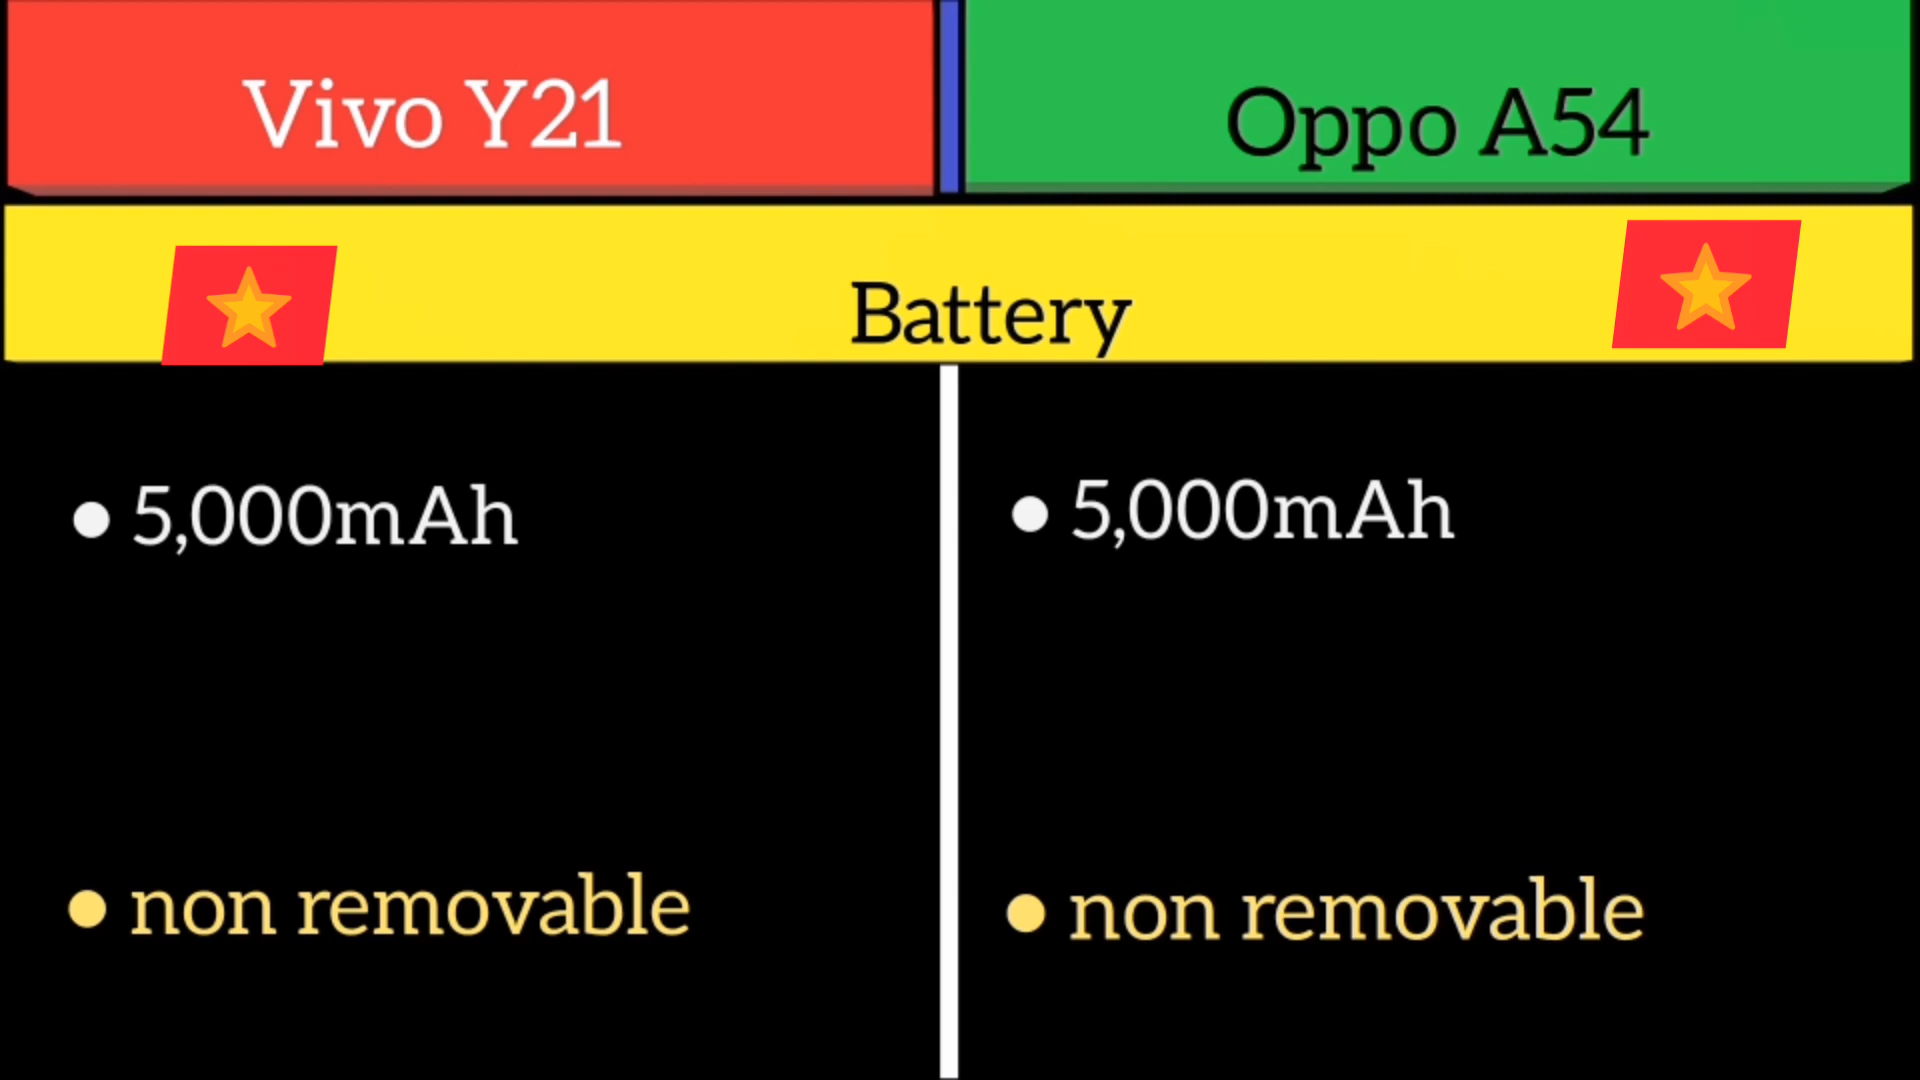 Vivo Y21
Oppo A54
Battery
• 5,000mAh
• 5,000mAh
• non removable
• non removable